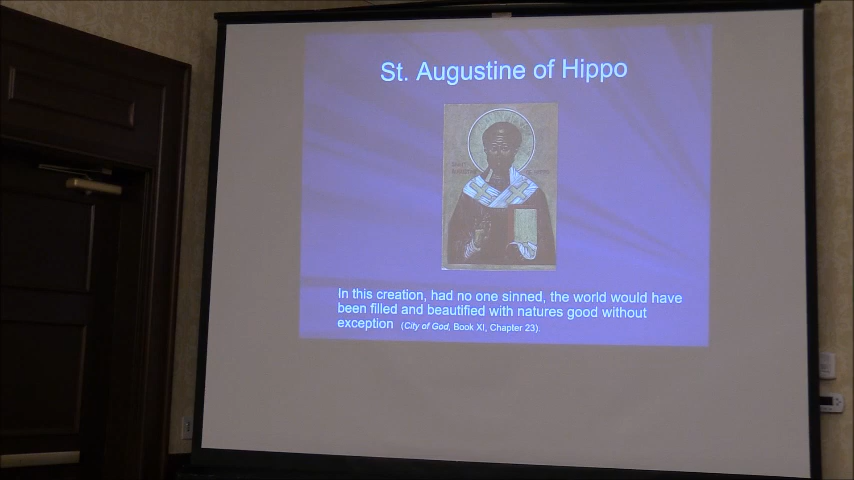 St. Augustine of Hippo
In this creation, had no one sinned, the world would have
been filled and beautified with natures good without
exception (City of God, Book XI, Chapter 23).